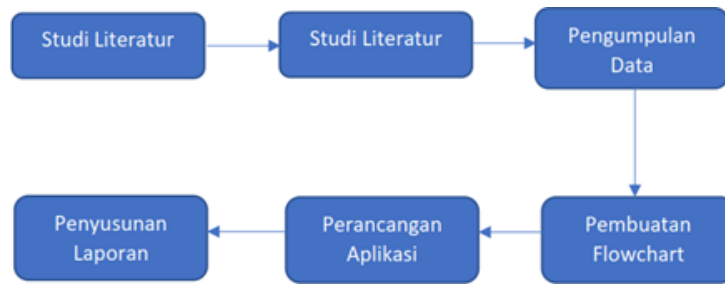 Studi Literatur
Studi Literatur
Pengumpulan
Data
Pembuatan
Flowchart
Perancangan
Aplikasi
Penyusunan
Laporan